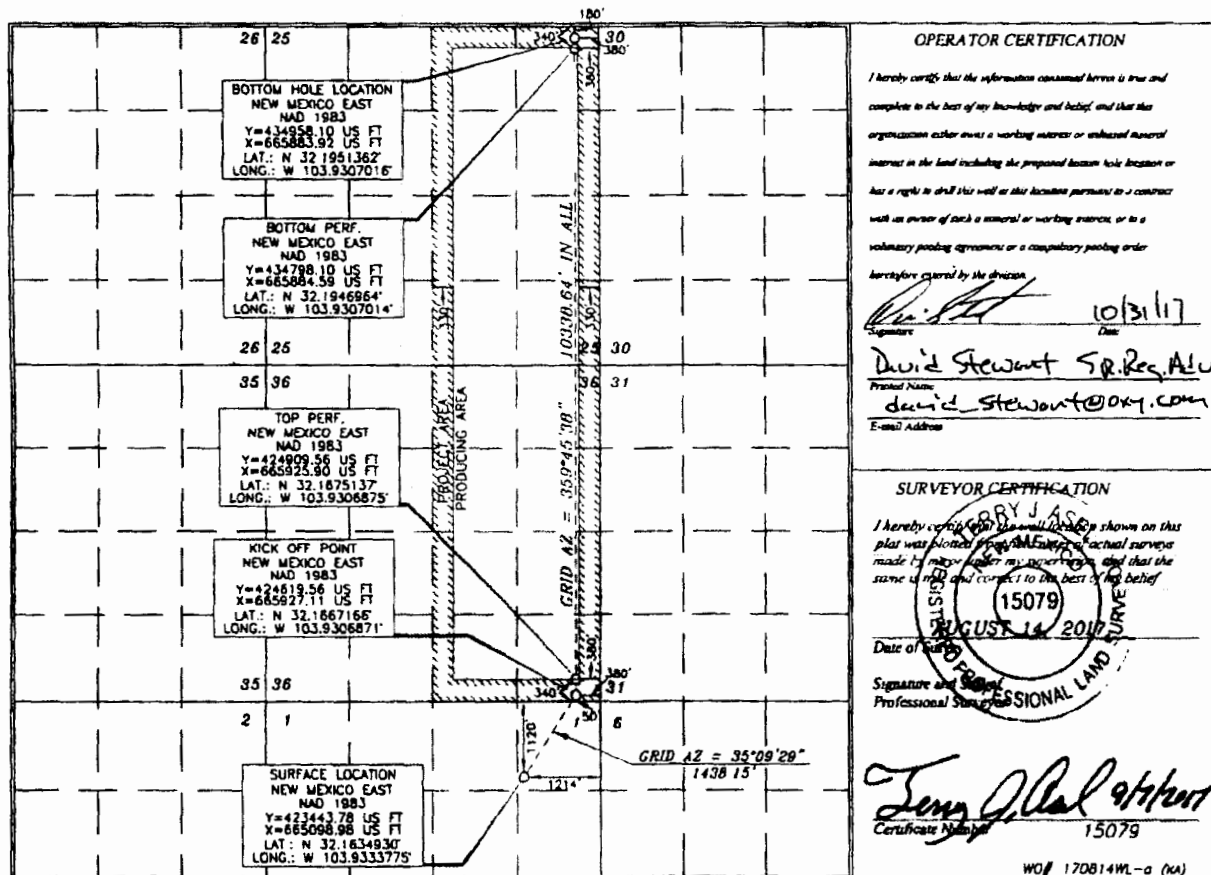 180'
26 25
340'
30
380'
380'
BOTTOM HOLE LOCATION
NEW MEXICO EAST
NAD 1983
Y=434958.10 US FT
X=665883.92 US FT
LAT.: N 32.1951362°
LONG.: W 103.9307016°
BOTTOM PERF.
NEW MEXICO EAST
NAD 1983
Y=434798.10 US FT
X=665884.59 US FT
LAT.: N 32.1946964°
LONG.: W 103.9307014°
330'
330'
26 25
25 30
35 36
36 31
PROJECT AREA
PRODUCING AREA
GRID AZ = 359°45'38" 10338.64' IN ALL
TOP PERF.
NEW MEXICO EAST
NAD 1983
Y=424909.56 US FT
X=665925.90 US FT
LAT.: N 32.1675137°
LONG.: W 103.9306875°
KICK OFF POINT
NEW MEXICO EAST
NAD 1983
Y=424619.56 US FT
X=665927.11 US FT
LAT.: N 32.1667166°
LONG.: W 103.9306871°
35 36
340'
380'
380'
31
2 1
1 6
50'
1120'
1214'
GRID AZ = 35°09'29"
1438.15'
SURFACE LOCATION
NEW MEXICO EAST
NAD 1983
Y=423443.78 US FT
X=665098.98 US FT
LAT.: N 32.1634930°
LONG.: W 103.9333775°
OPERATOR CERTIFICATION
I hereby certify that the information contained herein is true and
complete to the best of my knowledge and belief, and that this
organization either owns a working interest or unleased mineral
interest in the land including the proposed bottom hole location or
has a right to drill this well at this location pursuant to a contract
with an owner of such a mineral or working interest, or to a
voluntary pooling agreement or a compulsory pooling order
heretofore entered by the division.
10/31/17
Signature Date
David Stewart Sr. Reg. Adv
Printed Name
david_stewart@oxy.com
E-mail Address
SURVEYOR CERTIFICATION
I hereby certify that the well location shown on this
plat was plotted from field notes of actual surveys
made by me or under my supervision, and that the
same is true and correct to the best of my belief
TERRY J. ASEL
NEW MEXICO
15079
REGISTERED PROFESSIONAL LAND SURVEYOR
AUGUST 14, 2017
Date of Survey
Signature and Seal of
Professional Surveyor
Terry J. Asel 9/7/2017
Certificate Number 15079
WO# 170814WL-a (KA)